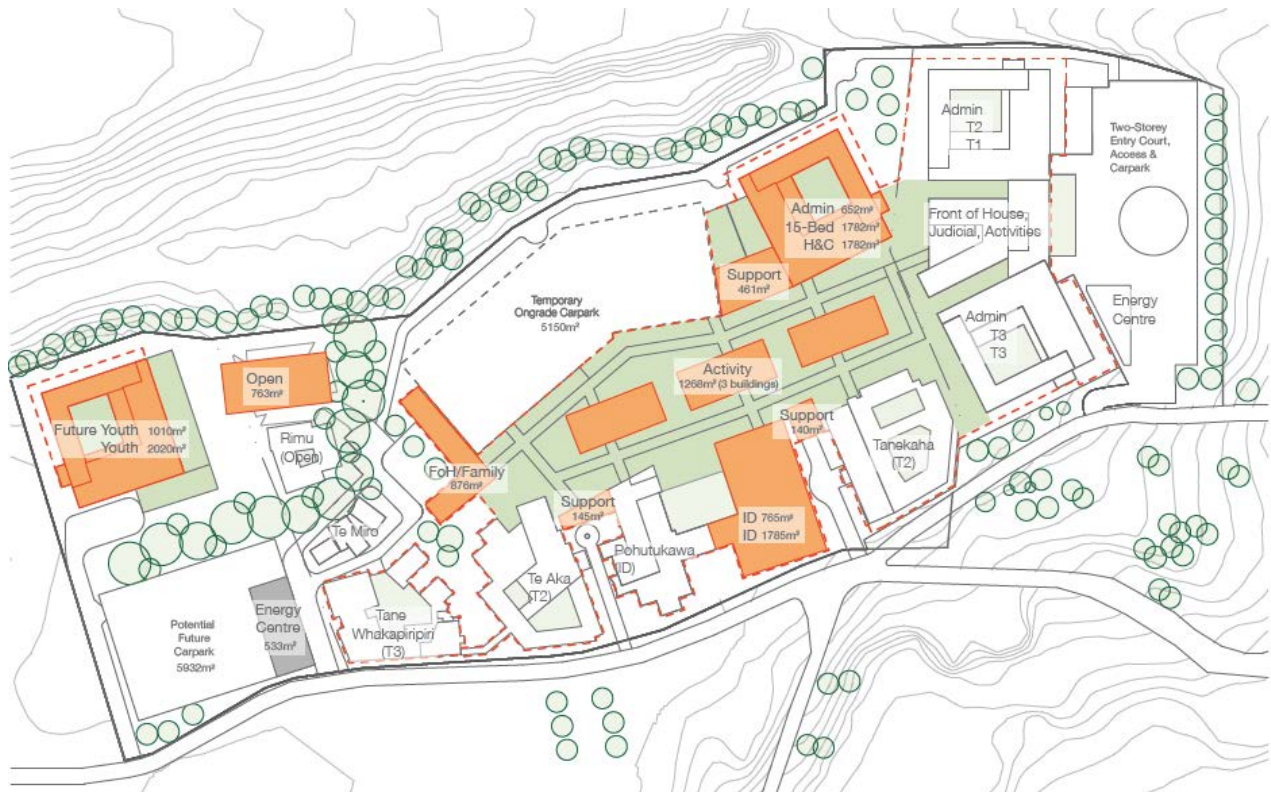 Admin
T2
T1
Two-Storey
Entry Court,
Access &
Carpark
Admin 652m²
15-Bed 1782m²
H&C 1782m²
Front of House,
Judicial, Activities
Support
461m²
Temporary
Ongrade Carpark
5150m²
Energy
Centre
Admin
T3
T3
Open
763m²
Activity
1268m² (3 buildings)
Future Youth 1010m²
Youth 2020m²
Rimu
(Open)
Support
140m²
Tanekaha
(T2)
FoH/Family
876m²
Support
145m²
ID 765m²
ID 1785m²
Te Miro
Pohutukawa
(ID)
Te Aka
(T2)
Energy
Centre
533m²
Tane
Whakapiripiri
(T3)
Potential
Future
Carpark
5932m²